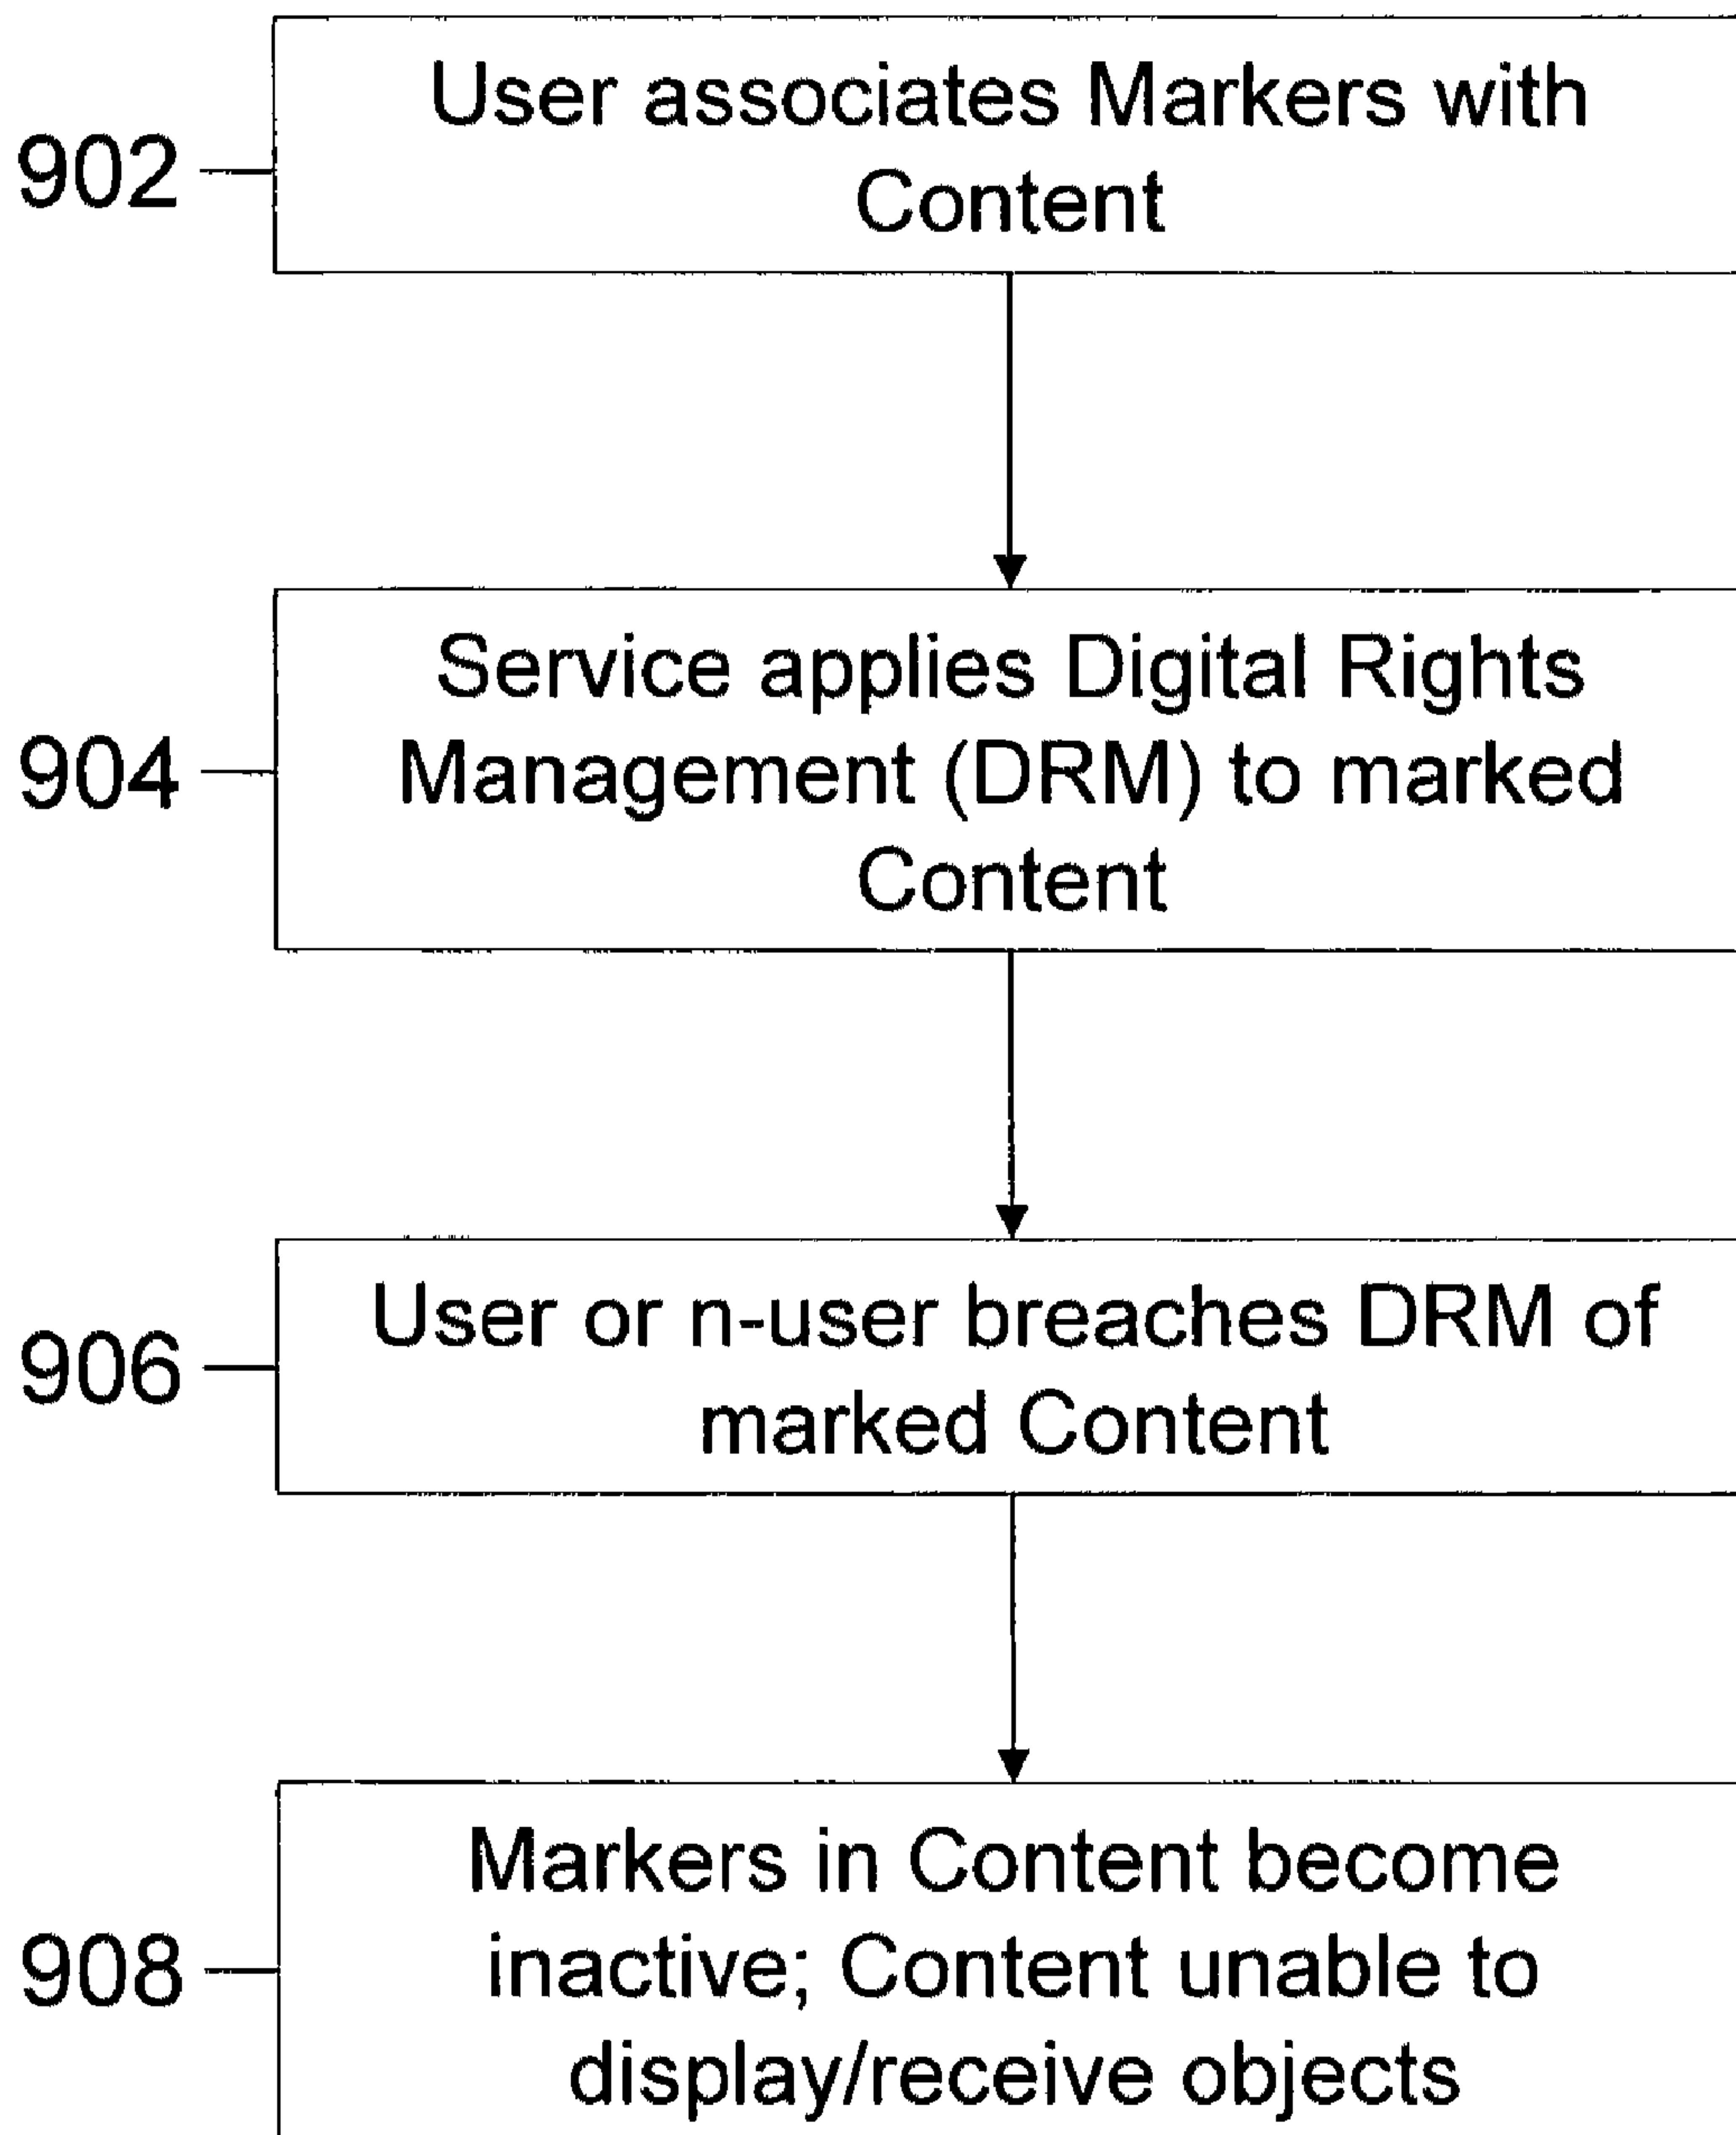 User associates Markers with
902
Content
Service applies Digital Rights
904
Management (DRM) to marked
Content
User or n-user breaches DRM of
906
marked Content
Markers in Content become
908
inactive; Content unable to
display/receive objects